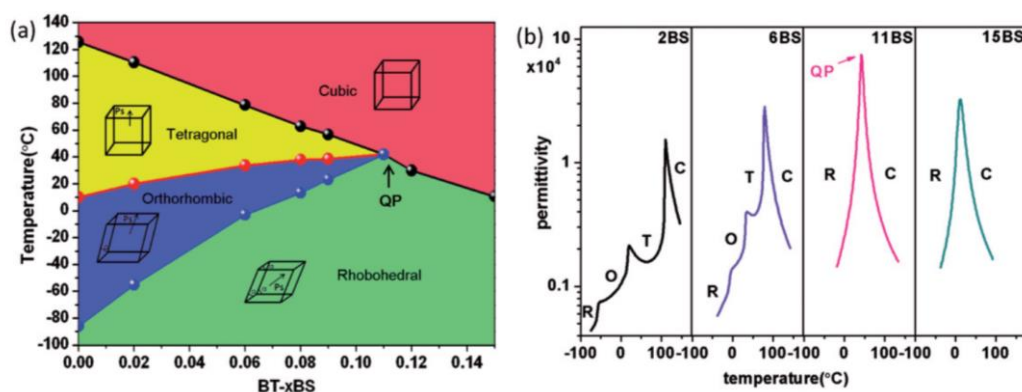 (a)
Temperature(°C)
140
120
100
80
60
40
20
0
-20
-40
-60
-80
-100
Cubic
Ps
Tetragonal
Orthorhombic
Ps
QP
Rhobohedral
Ps
0.00 0.02 0.04 0.06 0.08 0.10 0.12 0.14
BT-xBS
(b)
permittivity
10
x10⁴
1
0.1
2BS
6BS
11BS
15BS
QP
R O T C
R O T C
R C
R C
-100 0 100-100 0 100-100 0 100-100 0 100
temperature(°C)